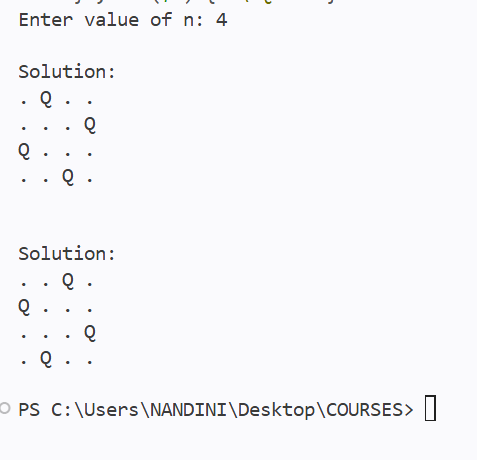 Enter value of n: 4
Solution:
. Q . .
. . . Q
Q . . .
. . Q .
Solution:
. . Q .
Q . . .
. . . Q
. Q . .
PS C:\Users\NANDINI\Desktop\COURSES>